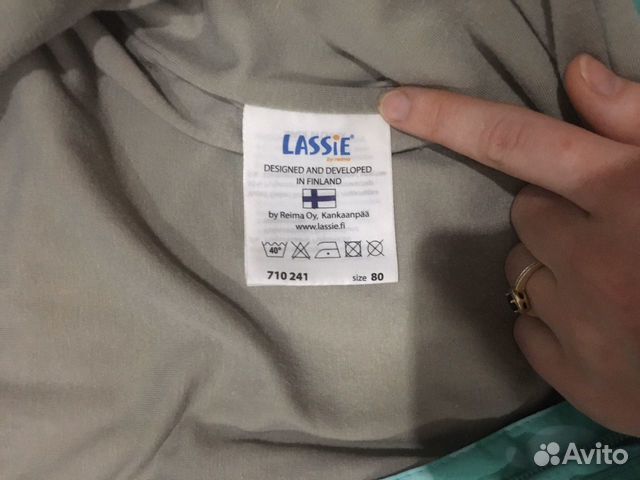 LASSiE®
by reima
DESIGNED AND DEVELOPED
IN FINLAND
by Reima Oy, Kankaanpää
www.lassie.fi
40°
710 241 size 80
Avito